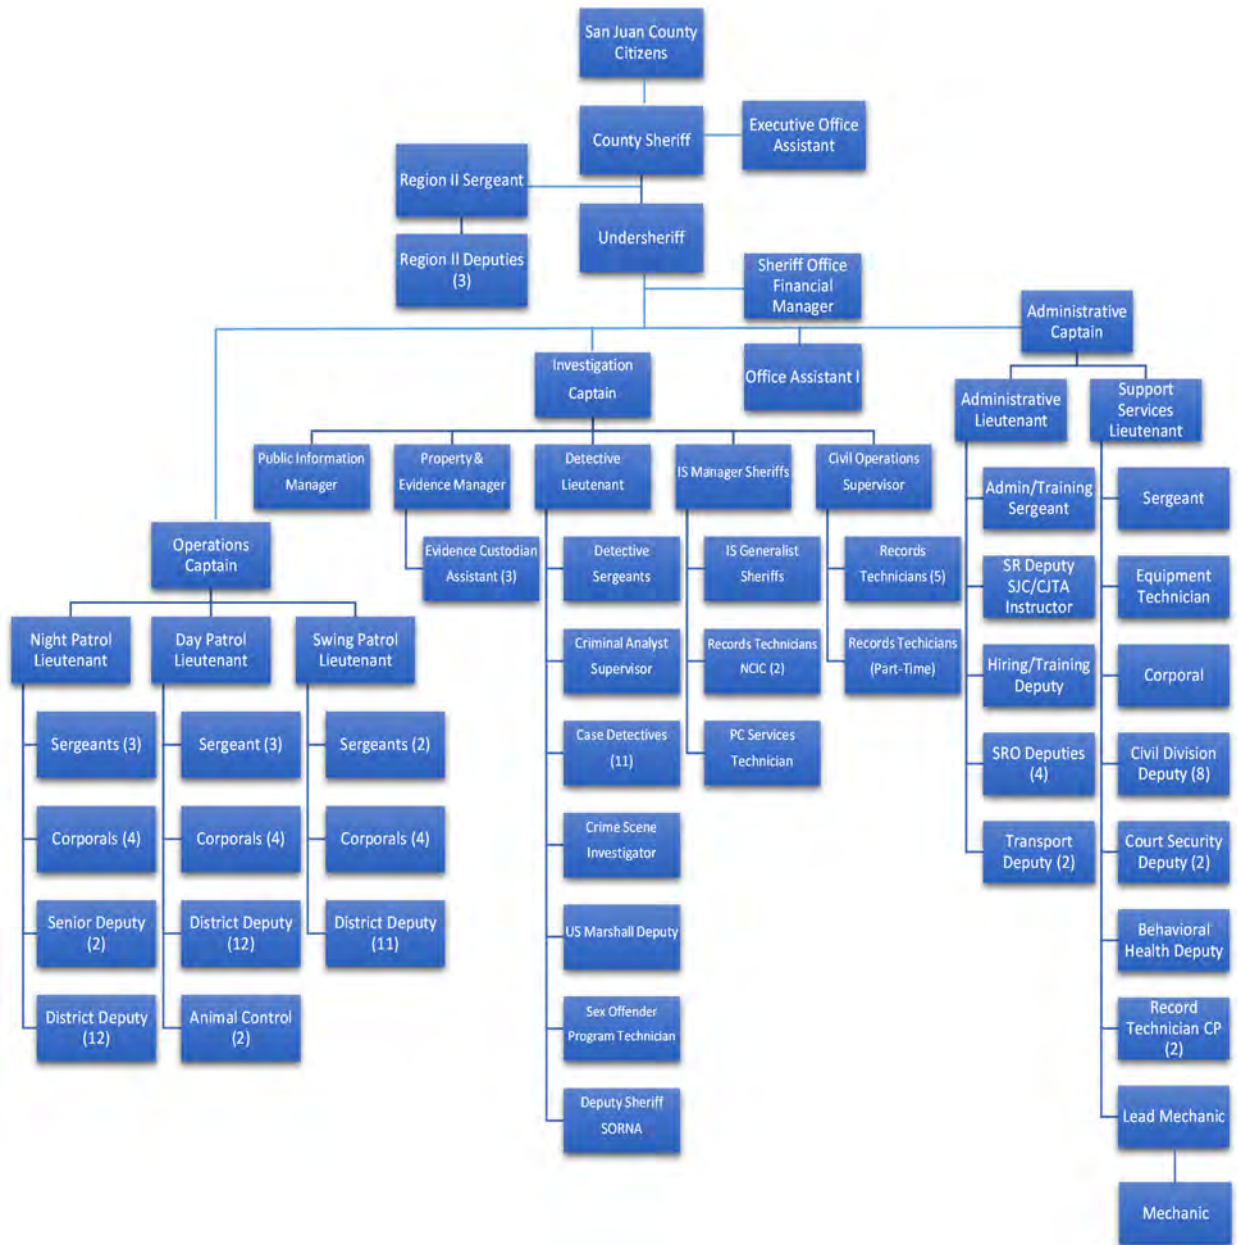 San Juan County
Citizens
County Sheriff
Executive Office
Assistant
Region II Sergeant
Region II Deputies
(3)
Undersheriff
Sheriff Office
Financial
Manager
Office Assistant I
Administrative
Captain
Investigation
Captain
Administrative
Lieutenant
Support
Services
Lieutenant
Public Information
Manager
Property &
Evidence Manager
Detective
Lieutenant
IS Manager Sheriffs
Civil Operations
Supervisor
Operations
Captain
Night Patrol
Lieutenant
Sergeants (3)
Corporals (4)
Senior Deputy
(2)
District Deputy
(12)
Day Patrol
Lieutenant
Sergeant (3)
Corporals (4)
District Deputy
(12)
Animal Control
(2)
Swing Patrol
Lieutenant
Sergeants (2)
Corporals (4)
District Deputy
(11)
Evidence Custodian
Assistant (3)
Detective
Sergeants
Criminal Analyst
Supervisor
Case Detectives
(11)
Crime Scene
Investigator
US Marshall Deputy
Sex Offender
Program Technician
Deputy Sheriff
SORNA
IS Generalist
Sheriffs
Records Technicians
NCIC (2)
PC Services
Technician
Records
Technicians (5)
Records Techicians
(Part-Time)
Admin/Training
Sergeant
SR Deputy
SJC/CJTA
Instructor
Hiring/Training
Deputy
SRO Deputies
(4)
Transport
Deputy (2)
Sergeant
Equipment
Technician
Corporal
Civil Division
Deputy (8)
Court Security
Deputy (2)
Behavioral
Health Deputy
Record
Technician CP
(2)
Lead Mechanic
Mechanic